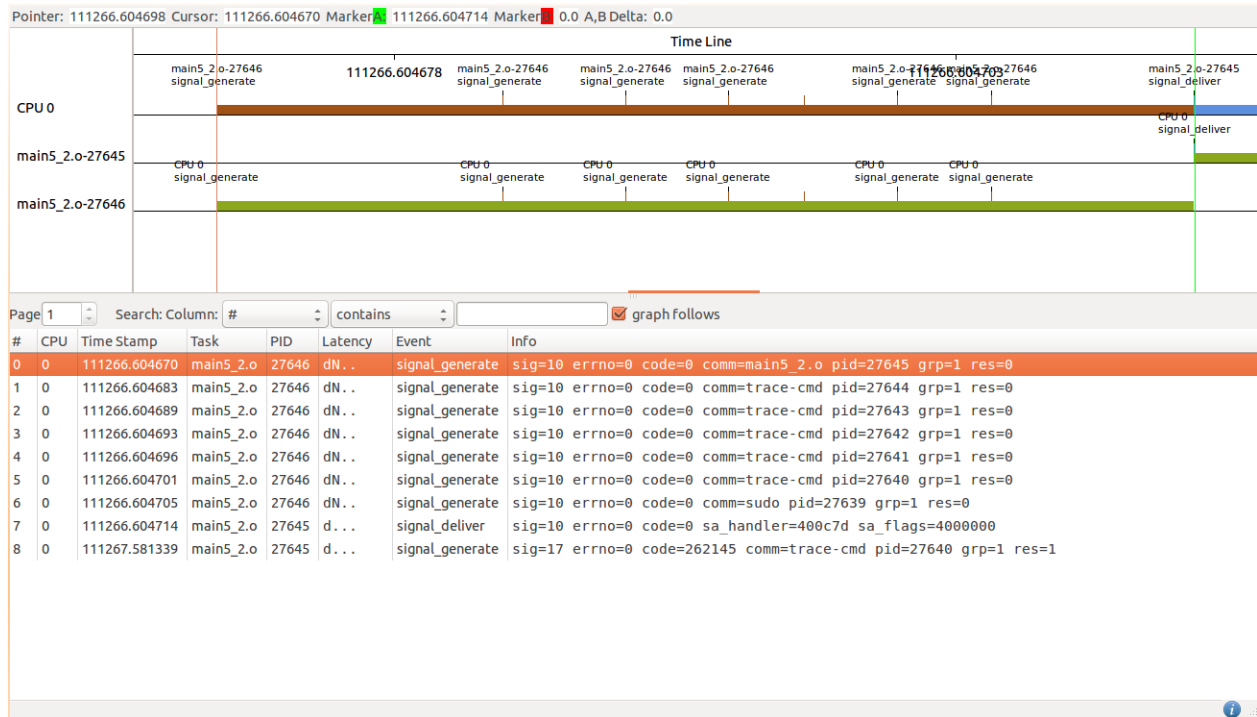 Pointer: 111266.604698 Cursor: 111266.604670 MarkerA: 111266.604714 Marker 0.0 A,B Delta: 0.0
Time Line
main5_2.o-27646 111266.604678 main5_2.o-27646 main5_2.o-27646 main5_2.o-27646 main5_2.o-27646 111266.604703 main5_2.o-27646 main5_2.o-27645
signal_generate signal_generate signal_generate signal_generate signal_generate signal_generate signal_deliver
CPU 0
CPU 0
signal_deliver
main5_2.o-27645
CPU 0 CPU 0 CPU 0 CPU 0 CPU 0 CPU 0
signal_generate signal_generate signal_generate signal_generate signal_generate signal_generate
main5_2.o-27646
Page 1 Search: Column: # contains graph follows
# CPU Time Stamp Task PID Latency Event Info
0 0 111266.604670 main5_2.o 27646 dN.. signal_generate sig=10 errno=0 code=0 comm=main5_2.o pid=27645 grp=1 res=0
1 0 111266.604683 main5_2.o 27646 dN.. signal_generate sig=10 errno=0 code=0 comm=trace-cmd pid=27644 grp=1 res=0
2 0 111266.604689 main5_2.o 27646 dN.. signal_generate sig=10 errno=0 code=0 comm=trace-cmd pid=27643 grp=1 res=0
3 0 111266.604693 main5_2.o 27646 dN.. signal_generate sig=10 errno=0 code=0 comm=trace-cmd pid=27642 grp=1 res=0
4 0 111266.604696 main5_2.o 27646 dN.. signal_generate sig=10 errno=0 code=0 comm=trace-cmd pid=27641 grp=1 res=0
5 0 111266.604701 main5_2.o 27646 dN.. signal_generate sig=10 errno=0 code=0 comm=trace-cmd pid=27640 grp=1 res=0
6 0 111266.604705 main5_2.o 27646 dN.. signal_generate sig=10 errno=0 code=0 comm=sudo pid=27639 grp=1 res=0
7 0 111266.604714 main5_2.o 27645 d... signal_deliver sig=10 errno=0 code=0 sa_handler=400c7d sa_flags=4000000
8 0 111267.581339 main5_2.o 27645 d... signal_generate sig=17 errno=0 code=262145 comm=trace-cmd pid=27640 grp=1 res=1